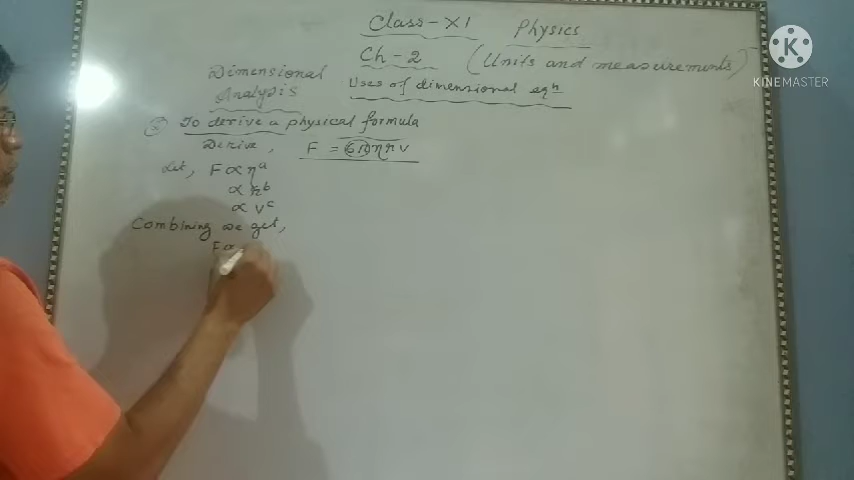 Class-XI Physics
Ch-2 (Units and measurements)
Dimensional Analysis
Uses of dimensional eqn
③ To derive a physical formula
Derive, F = 6πηrv
Let, F ∝ η^a
∝ r^b
∝ v^c
Combining we get,
F ∝
K
KINEMASTER